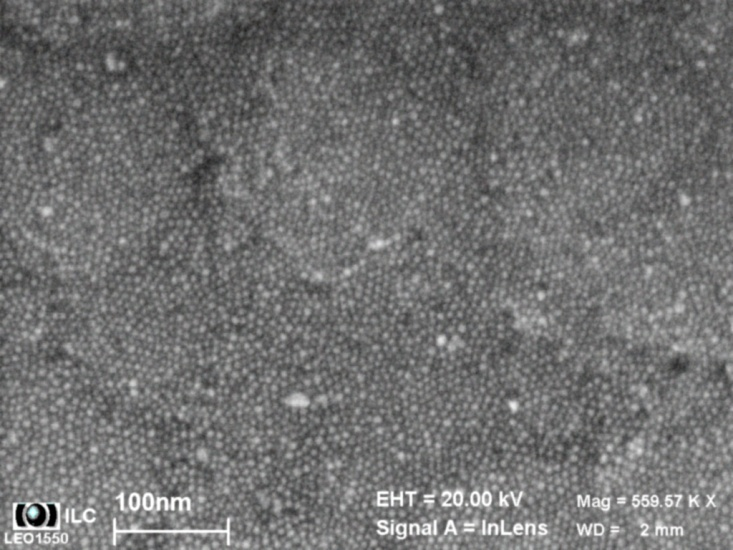 100nm
ILC
LEO1550
EHT = 20.00 kV
Signal A = InLens
Mag = 559.57 K X
WD = 2 mm